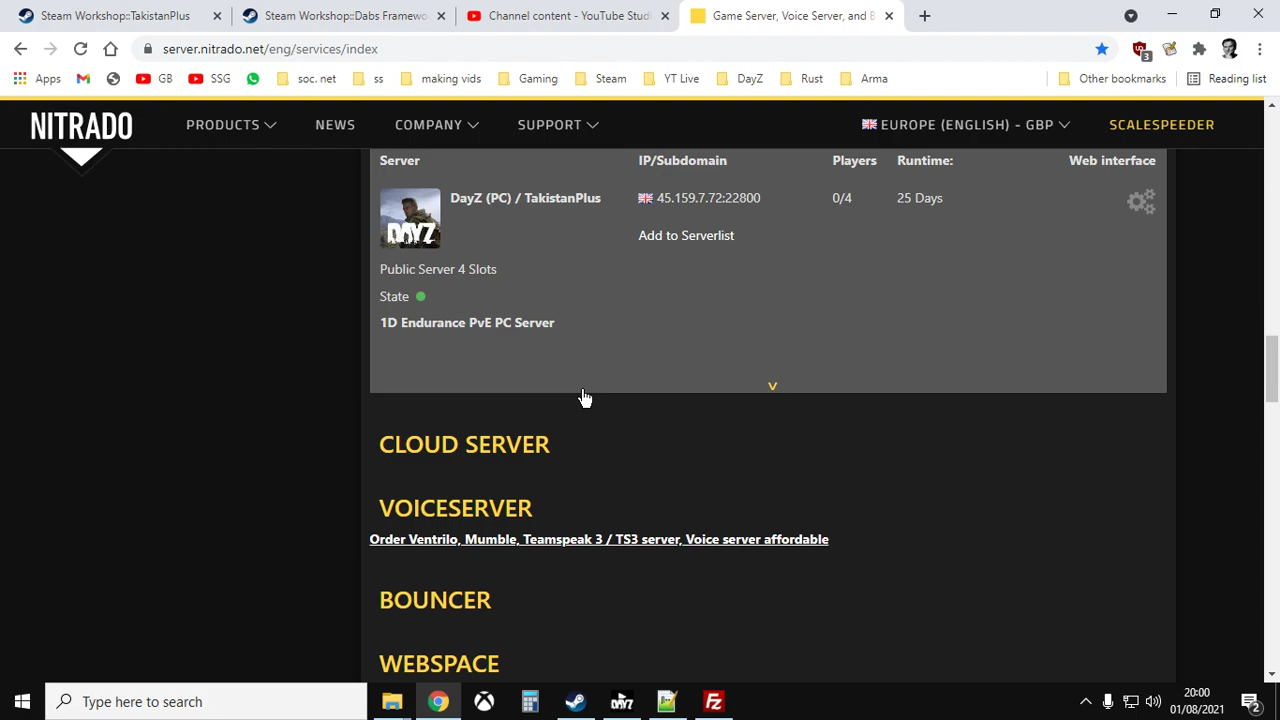 Steam Workshop::TakistanPlus
Steam Workshop::Dabs Framewo
Channel content - YouTube Studi
Game Server, Voice Server, and B
server.nitrado.net/eng/services/index
3
Apps
GB
SSG
soc. net
ss
making vids
Gaming
Steam
YT Live
DayZ
Rust
Arma
Other bookmarks
Reading list
NITRADO
PRODUCTS
NEWS
COMPANY
SUPPORT
EUROPE (ENGLISH) - GBP
SCALESPEEDER
Server
IP/Subdomain
Players
Runtime:
Web interface
DAYZ
DayZ (PC) / TakistanPlus
45.159.7.72:22800
0/4
25 Days
Add to Serverlist
Public Server 4 Slots
State
1D Endurance PvE PC Server
v
CLOUD SERVER
VOICESERVER
Order Ventrilo, Mumble, Teamspeak 3 / TS3 server, Voice server affordable
BOUNCER
WEBSPACE
Type here to search
DAYZ
Fz
20:00
01/08/2021
2